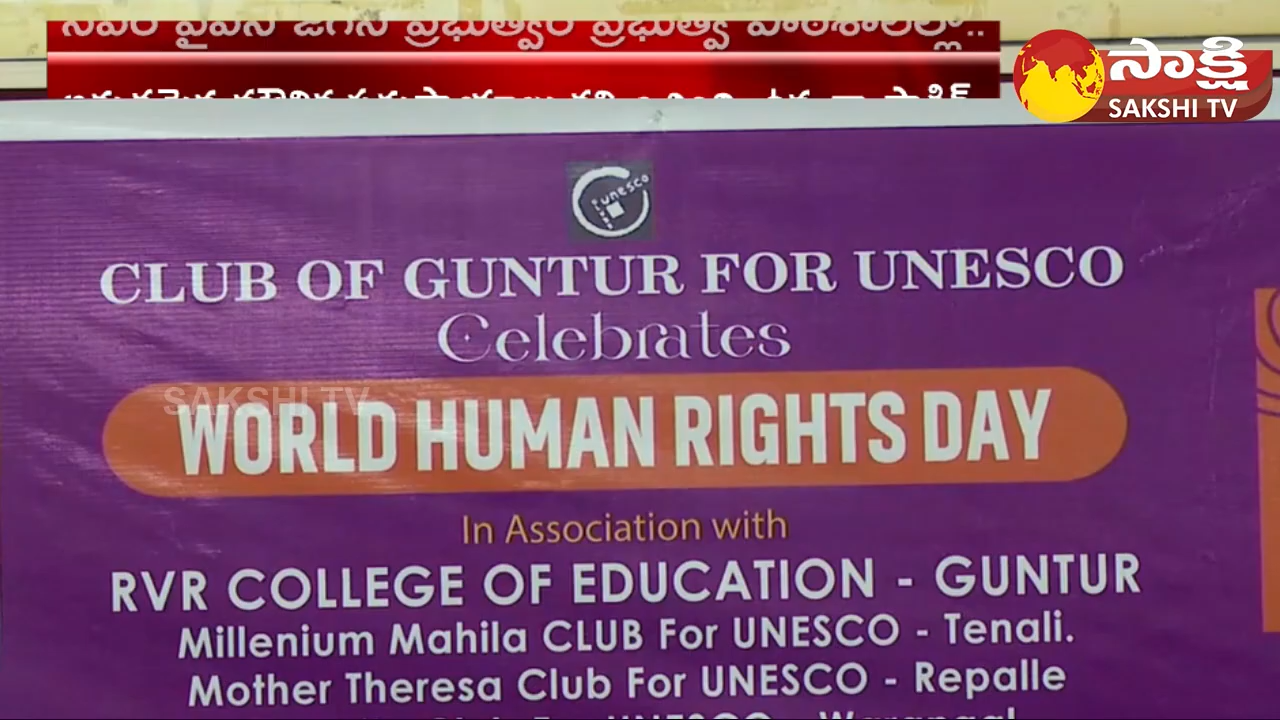 సాక్షి
SAKSHI TV
unesco
CLUB OF GUNTUR FOR UNESCO
Celebrates
SAKSHI TV
WORLD HUMAN RIGHTS DAY
In Association with
RVR COLLEGE OF EDUCATION - GUNTUR
Millenium Mahila CLUB For UNESCO - Tenali.
Mother Theresa Club For UNESCO - Repalle